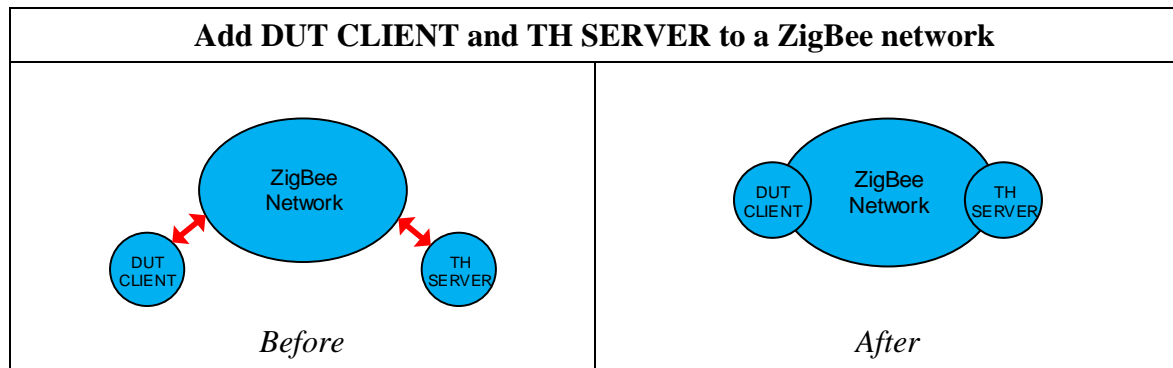 Add DUT CLIENT and TH SERVER to a ZigBee network
ZigBee
Network
DUT
CLIENT
TH
SERVER
Before
DUT
CLIENT
ZigBee
Network
TH
SERVER
After